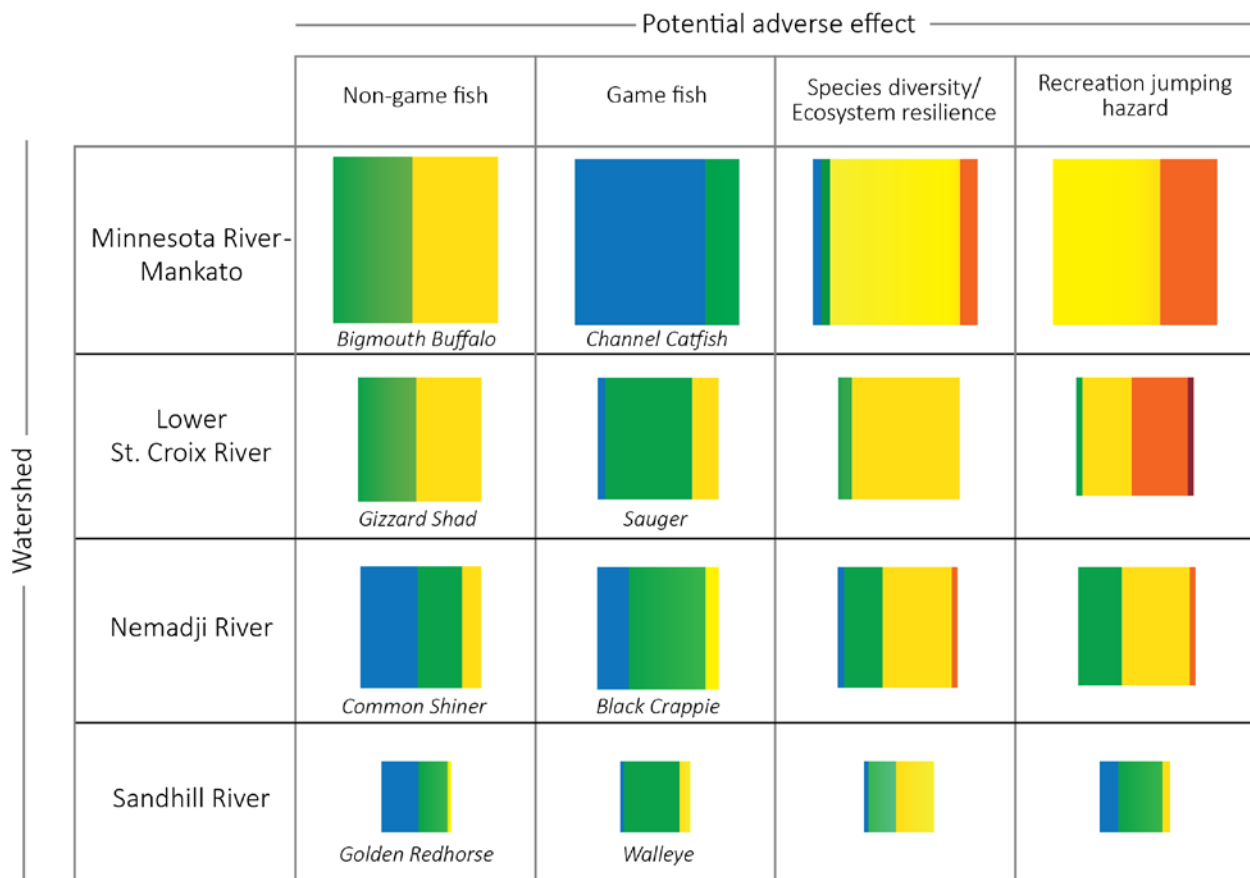 Potential adverse effect
Non-game fish
Game fish
Species diversity/
Ecosystem resilience
Recreation jumping
hazard
Watershed
Minnesota River-
Mankato
Bigmouth Buffalo
Channel Catfish
Lower
St. Croix River
Gizzard Shad
Sauger
Nemadji River
Common Shiner
Black Crappie
Sandhill River
Golden Redhorse
Walleye